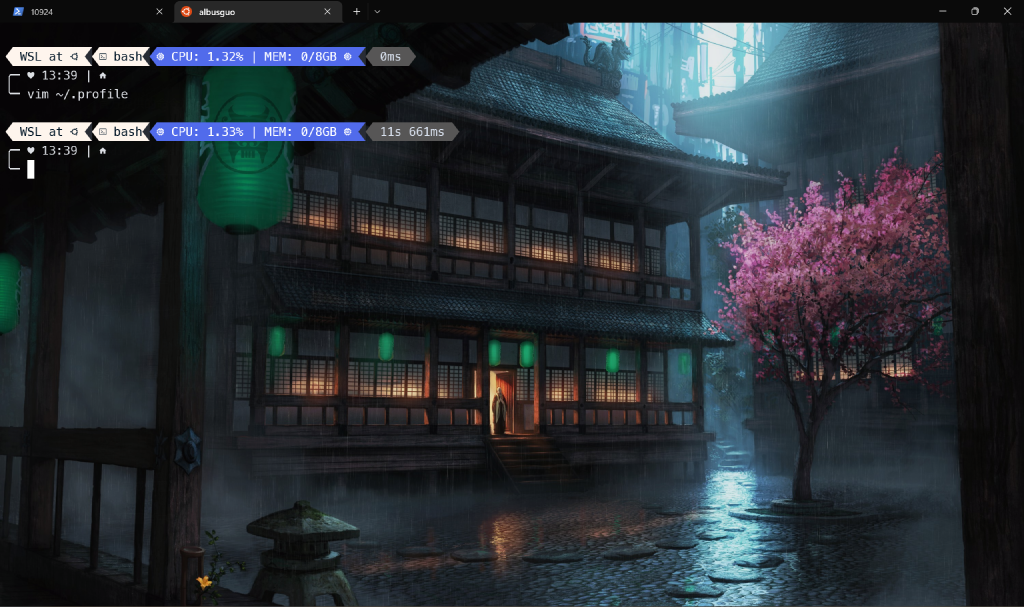 10924
albusguo
WSL at bash CPU: 1.32% | MEM: 0/8GB 0ms
♥ 13:39 |
vim ~/.profile
WSL at bash CPU: 1.33% | MEM: 0/8GB 11s 661ms
♥ 13:39 |